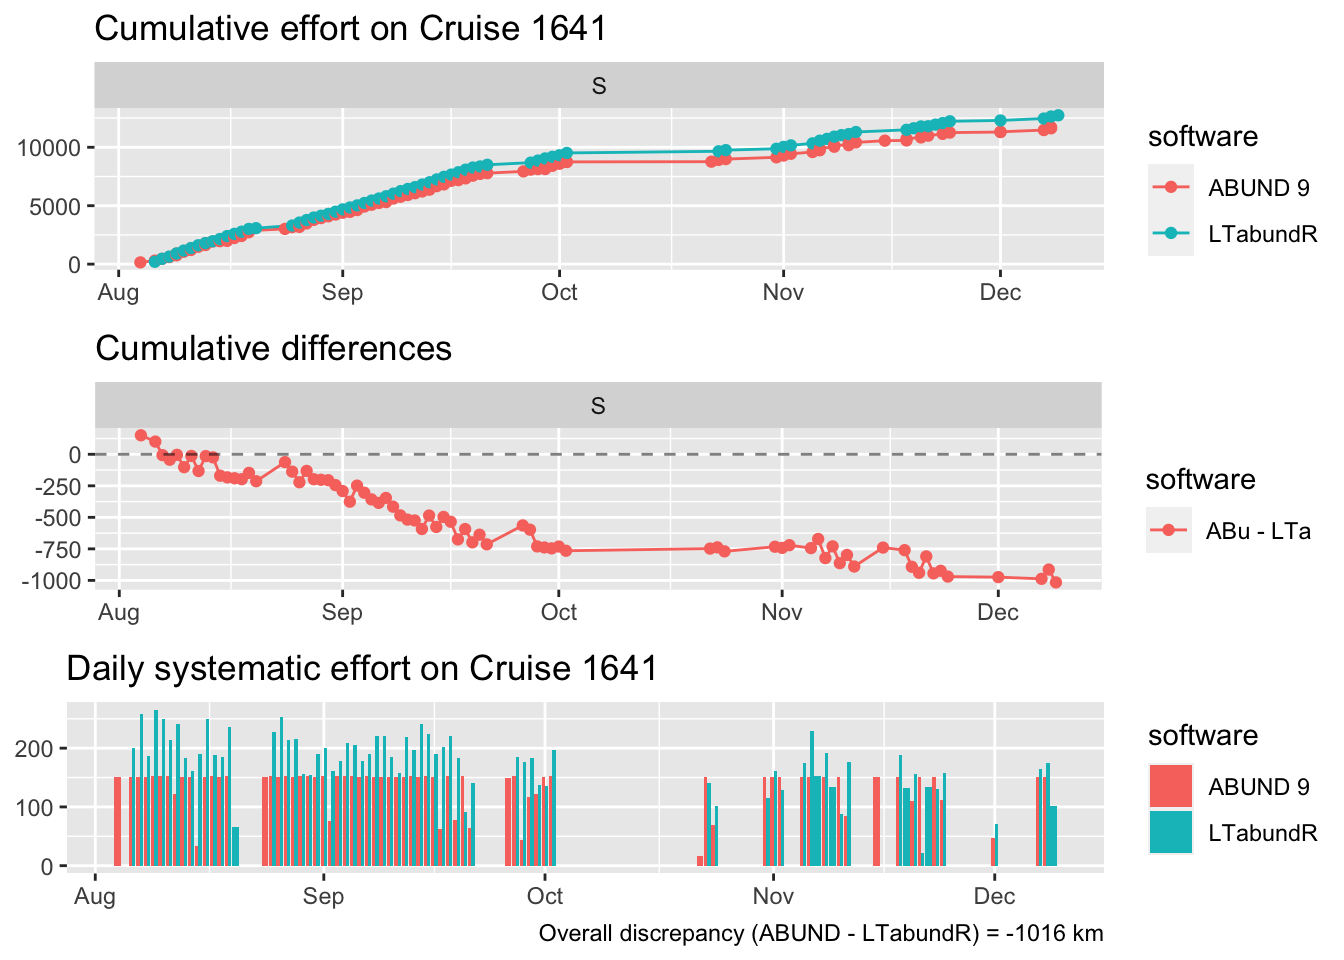 Cumulative effort on Cruise 1641
S
10000
5000
0
Aug Sep Oct Nov Dec
software
ABUND 9
LTabundR
Cumulative differences
S
0
-250
-500
-750
-1000
Aug Sep Oct Nov Dec
software
ABu - LTa
Daily systematic effort on Cruise 1641
200
100
0
Aug Sep Oct Nov Dec
software
ABUND 9
LTabundR
Overall discrepancy (ABUND - LTabundR) = -1016 km